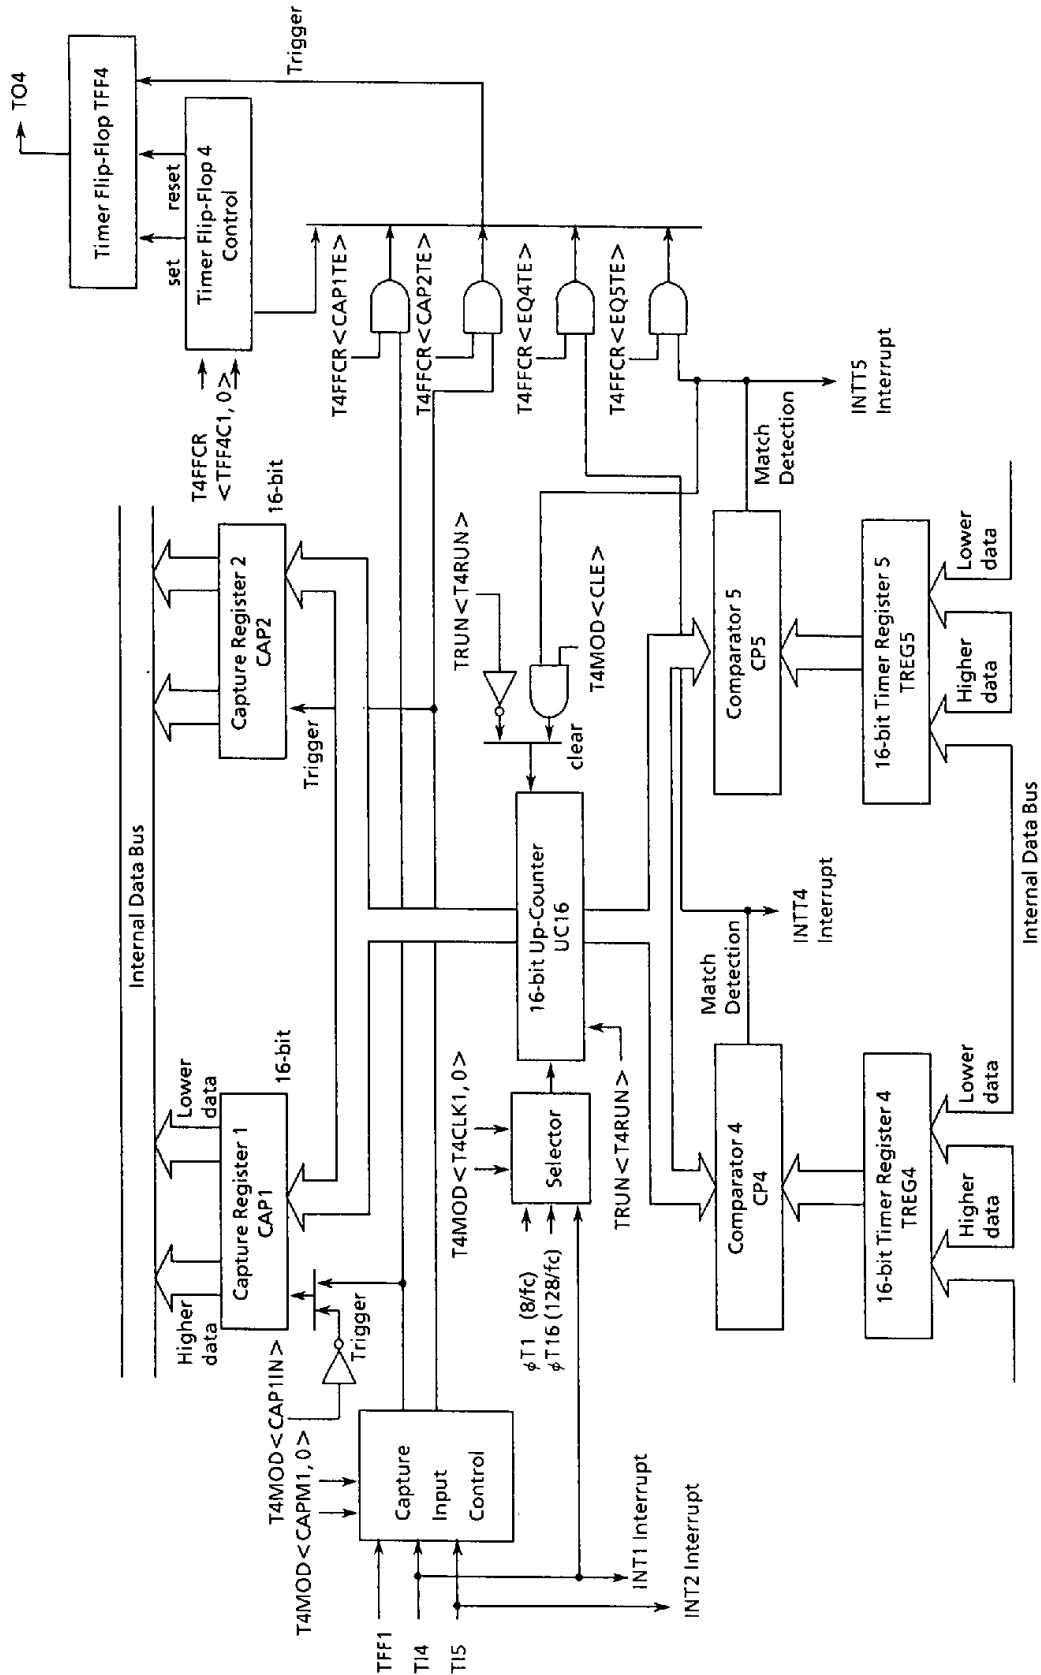 Internal Data Bus
Higher
data
Lower
data
Capture Register 1
CAP1
16-bit
Capture Register 2
CAP2
16-bit
T4FFCR
<TFF4C1, 0>
Timer Flip-Flop TFF4
TO4
set
reset
Timer Flip-Flop 4
Control
Trigger
T4MOD<CAP1IN>
T4MOD<CAPM1, 0>
Trigger
Trigger
Capture
Input
Control
TFF1
TI4
TI5
INT1 Interrupt
INT2 Interrupt
T4FFCR<CAP1TE>
T4FFCR<CAP2TE>
T4FFCR<EQ4TE>
T4FFCR<EQ5TE>
T4MOD<T4CLK1, 0>
Selector
φT1 (8/fc)
φT16 (128/fc)
16-bit Up-Counter
UC16
TRUN<T4RUN>
TRUN<T4RUN>
clear
T4MOD<CLE>
Comparator 4
CP4
Match
Detection
INTT4
Interrupt
Comparator 5
CP5
Match
Detection
INTT5
Interrupt
16-bit Timer Register 4
TREG4
16-bit Timer Register 5
TREG5
Higher
data
Lower
data
Higher
data
Lower
data
Internal Data Bus